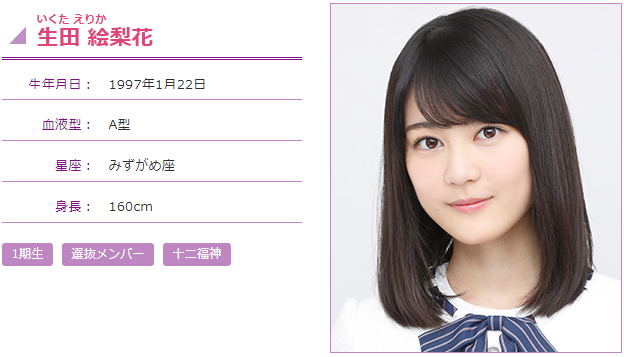 いくた えりか
生田 絵梨花
生年月日： 1997年1月22日
血液型： A型
星座： みずがめ座
身長： 160cm
1期生 選抜メンバー 十二福神